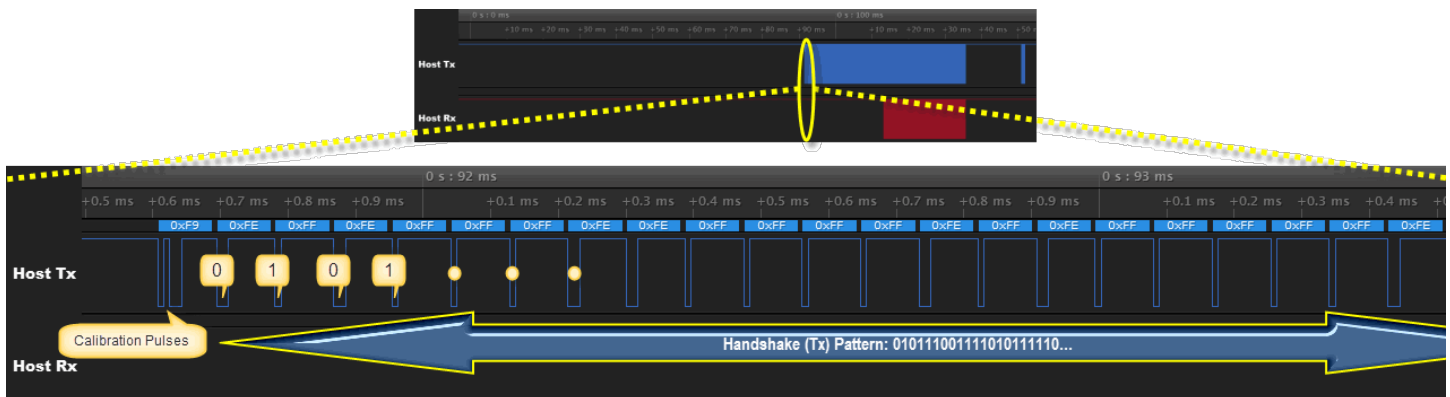 0 s : 0 ms 0 s : 100 ms
+10 ms +20 ms +30 ms +40 ms +50 ms +60 ms +70 ms +80 ms +90 ms +10 ms +20 ms +30 ms +40 ms
Host Tx
Host Rx
0 s : 92 ms 0 s : 93 ms
+0.5 ms +0.6 ms +0.7 ms +0.8 ms +0.9 ms +0.1 ms +0.2 ms +0.3 ms +0.4 ms +0.5 ms +0.6 ms +0.7 ms +0.8 ms +0.9 ms +0.1 ms +0.2 ms +0.3 ms +0.4 ms
0xF9 0xFE 0xFF 0xFE 0xFF 0xFF 0xFF 0xFE 0xFE 0xFF 0xFF 0xFF 0xFF 0xFF 0xFF 0xFE 0xFF 0xFE 0xFF 0xFF 0xFF 0xFE
Host Tx
0 1 0 1
Calibration Pulses
Handshake (Tx) Pattern: 010111001111010111110...
Host Rx